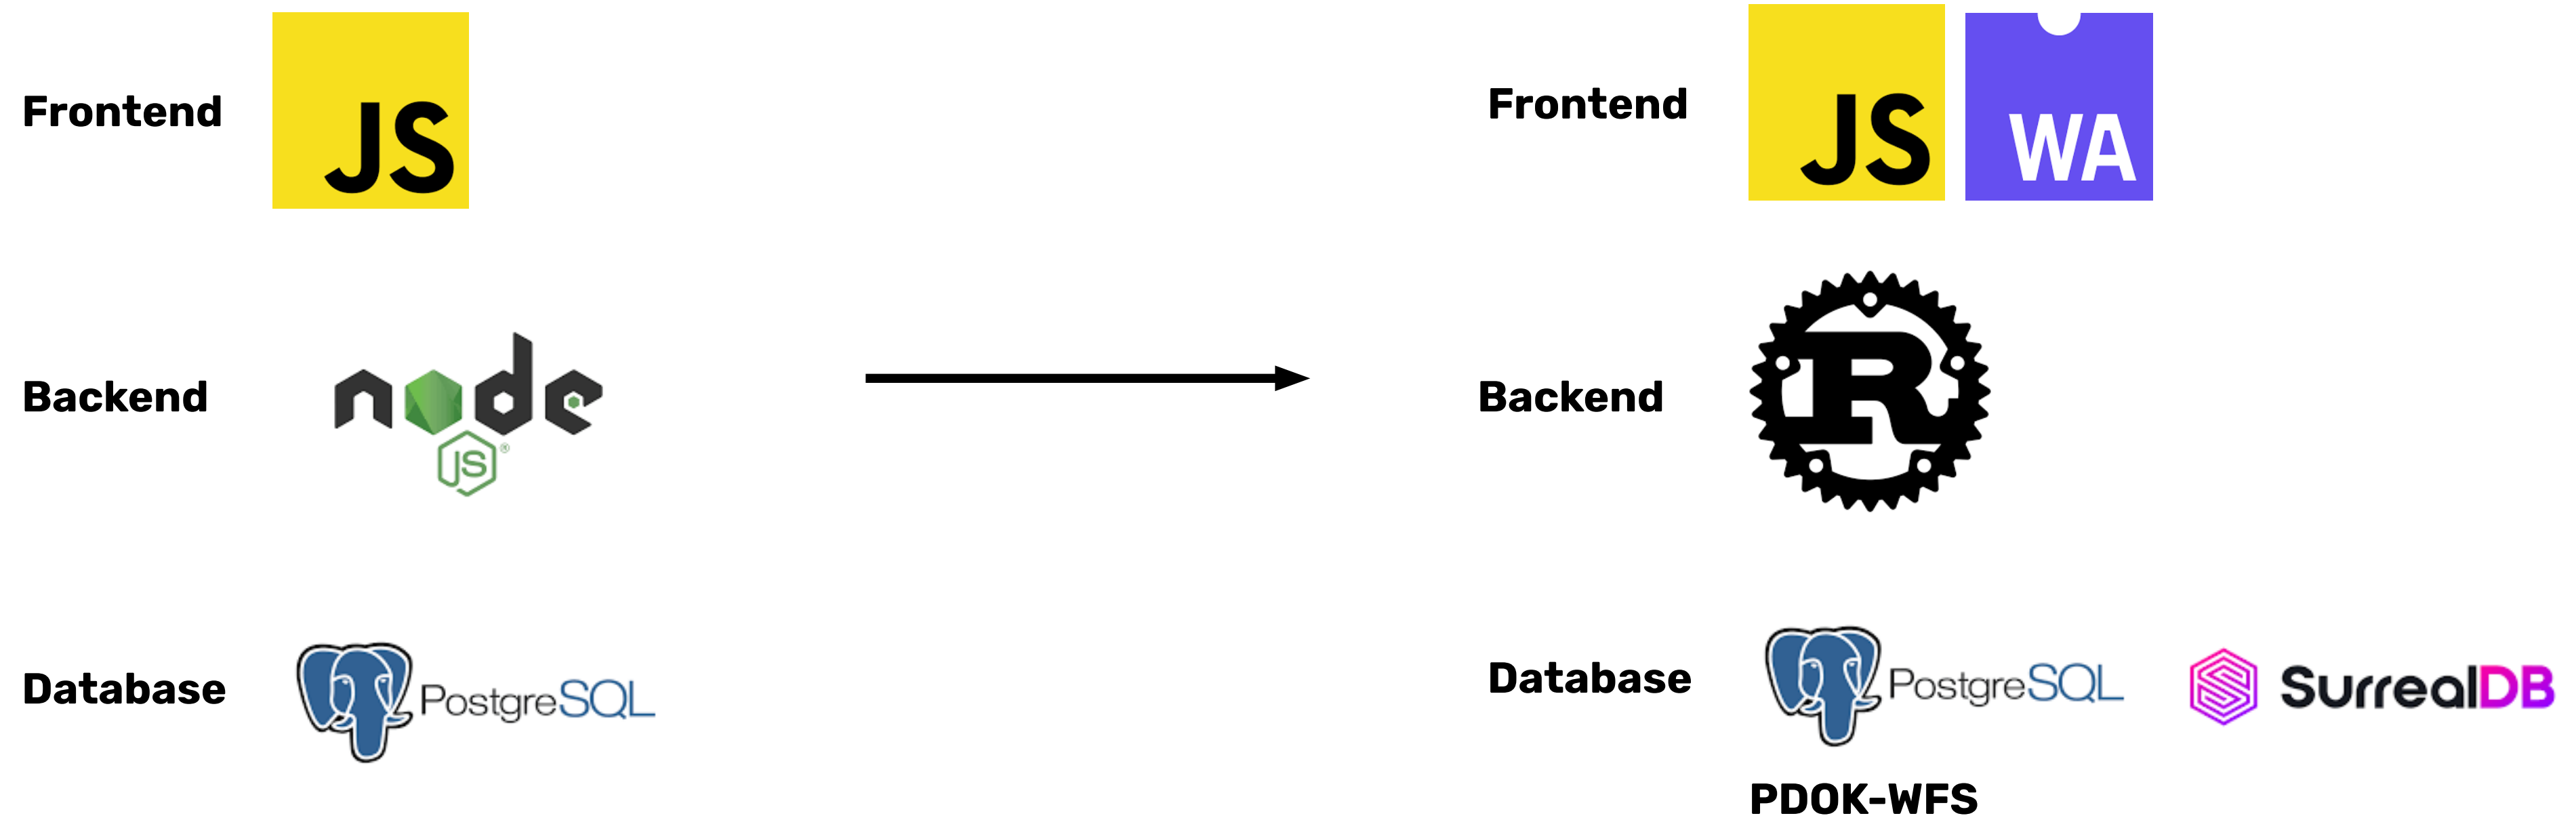 Frontend
JS
Backend
node
JS®
Database
PostgreSQL
Frontend
JS
WA
Backend
R
Database
PostgreSQL
SurrealDB
PDOK-WFS